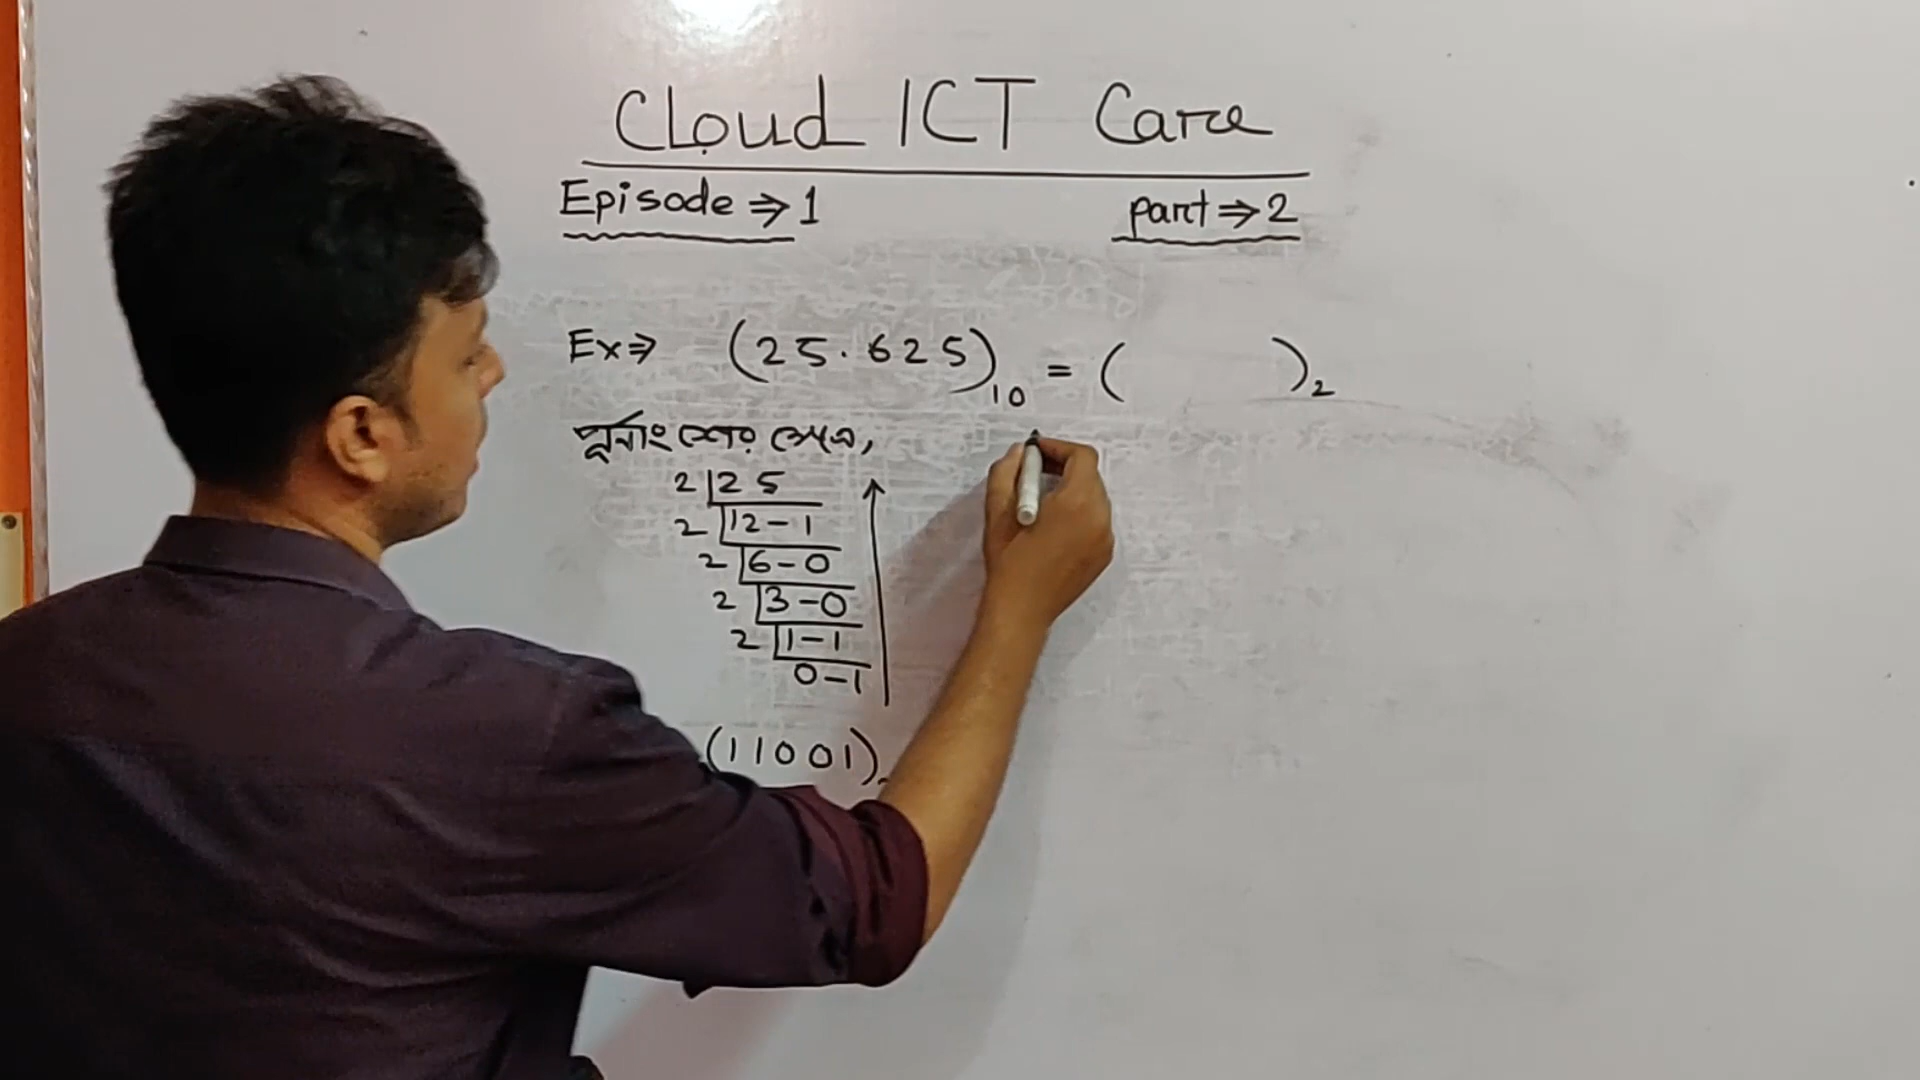 Cloud ICT Care
Episode ⇒ 1
part ⇒ 2
Ex ⇒ (25.625)₁₀ = ( )₂
পূর্নাংশের ক্ষেত্রে,
2 | 25
2 | 12 - 1
2 | 6 - 0
2 | 3 - 0
2 | 1 - 1
0 - 1
(11001)